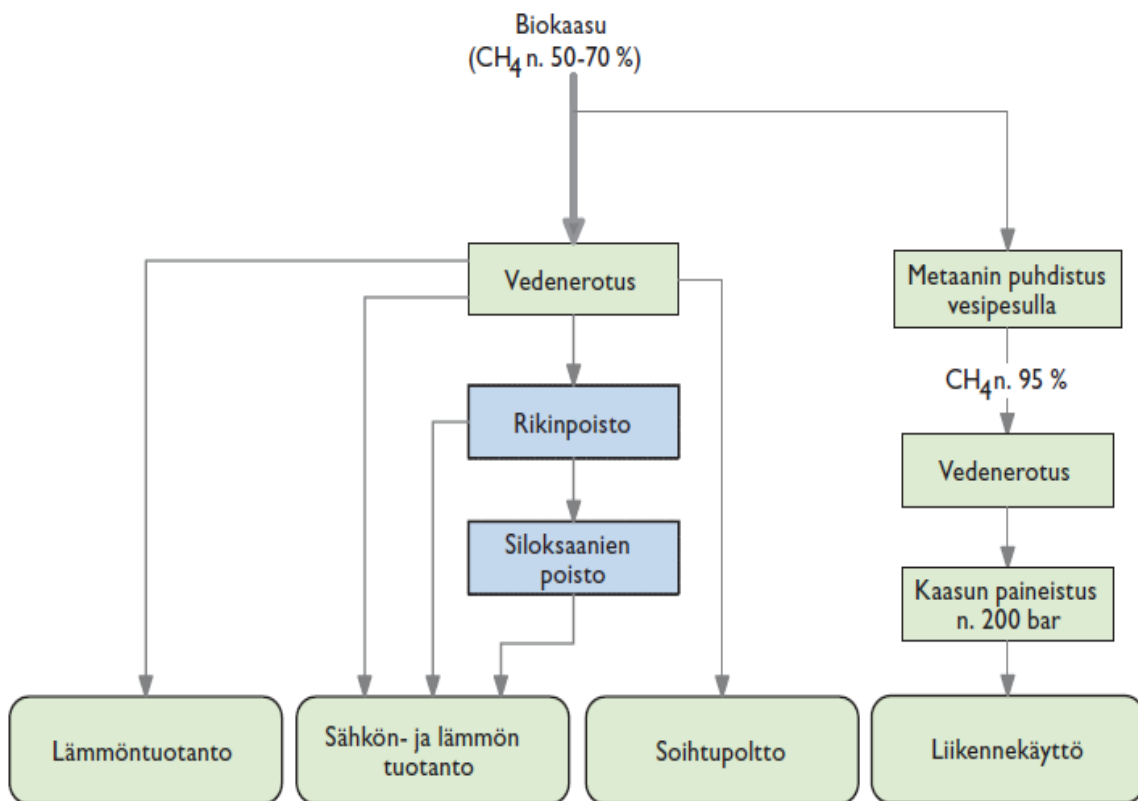 Biokaasu
(CH4 n. 50-70 %)
Vedenerotus
Metaanin puhdistus
vesipesulla
CH4 n. 95 %
Rikinpoisto
Vedenerotus
Siloksaanien
poisto
Kaasun paineistus
n. 200 bar
Lämmöntuotanto
Sähkön- ja lämmön
tuotanto
Soihtupoltto
Liikennekäyttö